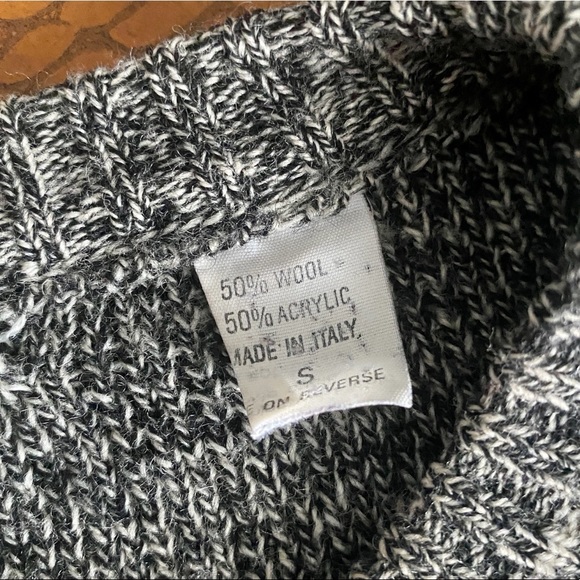 50% WOOL
50% ACRYLIC
MADE IN ITALY.
S
ON REVERSE